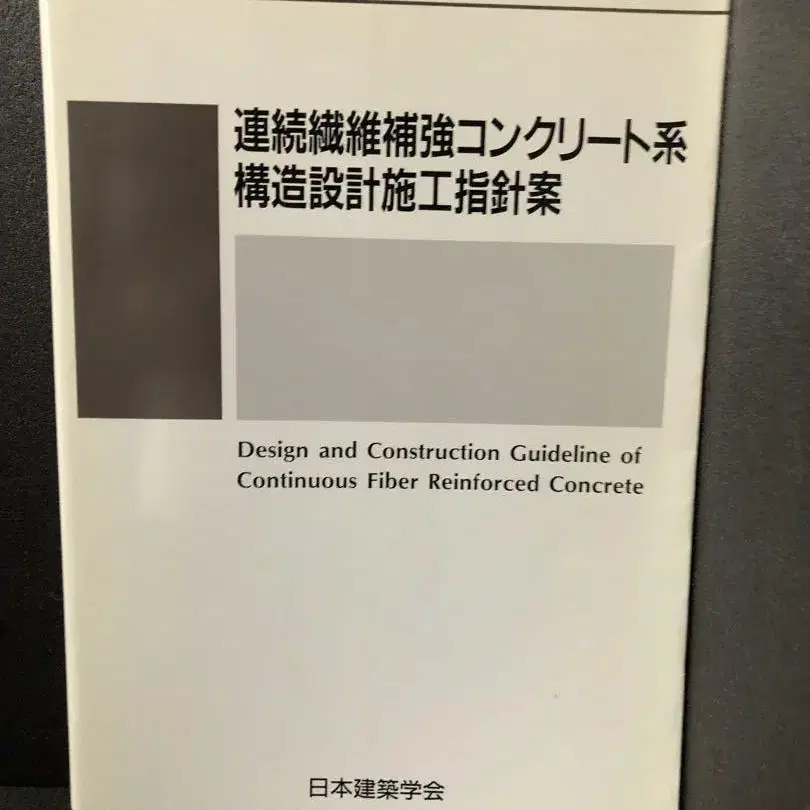 連続繊維補強コンクリート系
構造設計施工指針案
Design and Construction Guideline of
Continuous Fiber Reinforced Concrete
日本建築学会